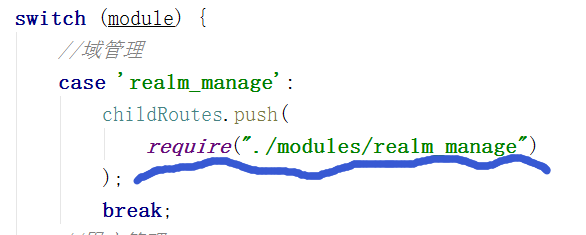 switch (module) {
//域管理
case 'realm_manage':
childRoutes.push(
require("./modules/realm_manage")
);
break;